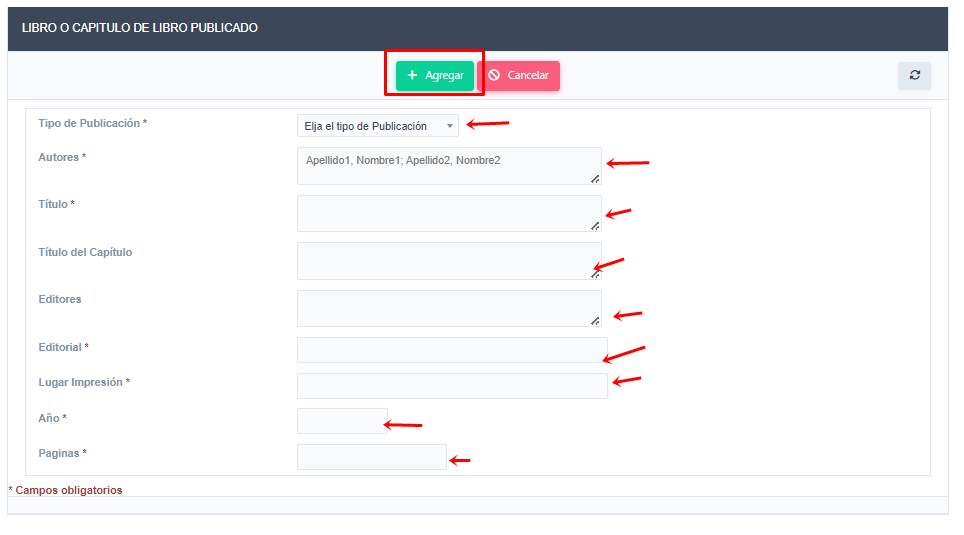 LIBRO O CAPITULO DE LIBRO PUBLICADO
+ Agregar Cancelar
Tipo de Publicación * Elja el tipo de Publicación
Autores * Apellido1, Nombre1; Apellido2, Nombre2
Título *
Título del Capítulo
Editores
Editorial *
Lugar Impresión *
Año *
Paginas *
* Campos obligatorios